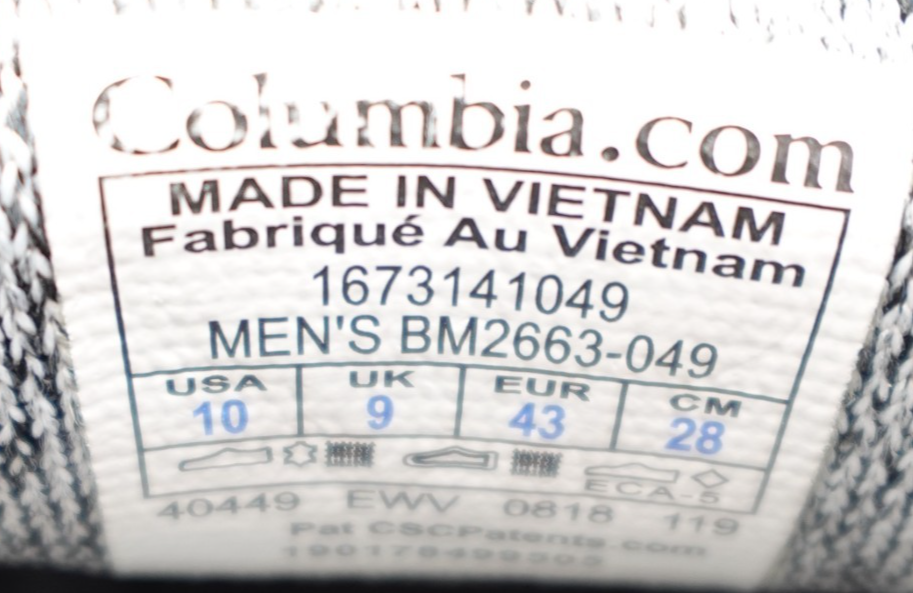 Columbia.com
MADE IN VIETNAM
Fabriqué Au Vietnam
1673141049
MEN'S BM2663-049
USA UK EUR CM
10 9 43 28
ECA-5
40449 EWV 0818 119
Pat CSCPatents.com